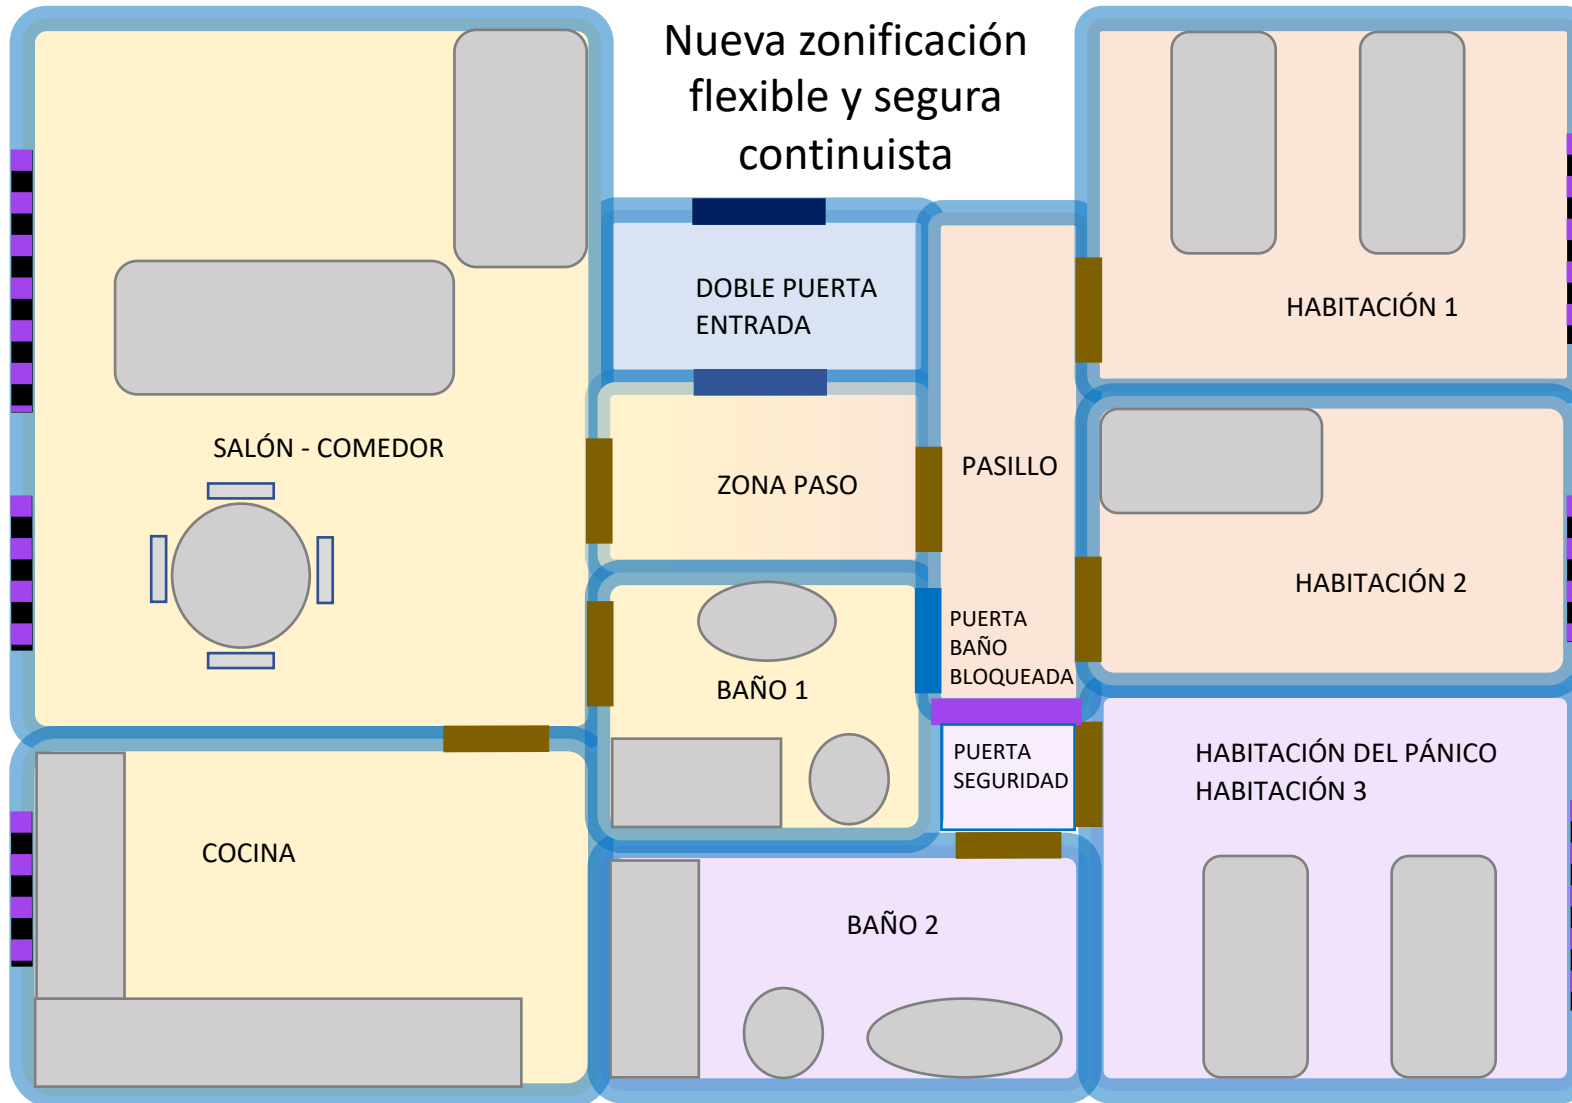 Nueva zonificación
flexible y segura
continuista
DOBLE PUERTA
ENTRADA
HABITACIÓN 1
SALÓN - COMEDOR
PASILLO
ZONA PASO
HABITACIÓN 2
PUERTA
BAÑO
BLOQUEADA
BAÑO 1
PUERTA
SEGURIDAD
HABITACIÓN DEL PÁNICO
HABITACIÓN 3
COCINA
BAÑO 2